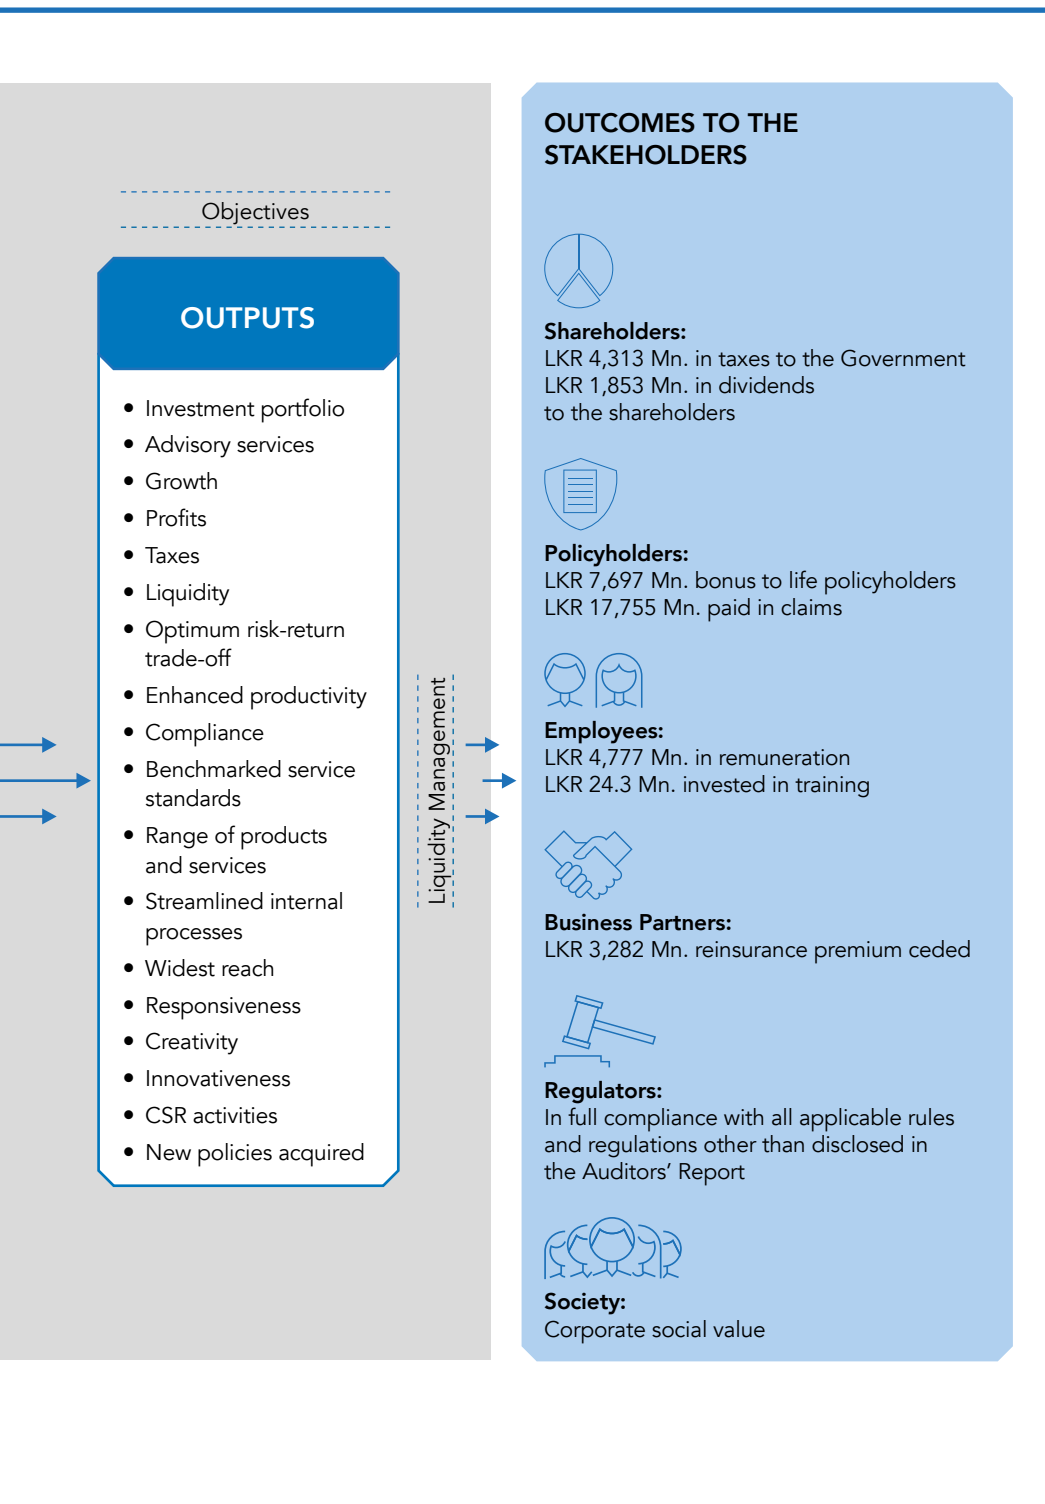 Objectives
OUTPUTS
• Investment portfolio
• Advisory services
• Growth
• Profits
• Taxes
• Liquidity
• Optimum risk-return
trade-off
• Enhanced productivity
• Compliance
• Benchmarked service
standards
• Range of products
and services
• Streamlined internal
processes
• Widest reach
• Responsiveness
• Creativity
• Innovativeness
• CSR activities
• New policies acquired
Liquidity Management
OUTCOMES TO THE
STAKEHOLDERS
Shareholders:
LKR 4,313 Mn. in taxes to the Government
LKR 1,853 Mn. in dividends
to the shareholders
Policyholders:
LKR 7,697 Mn. bonus to life policyholders
LKR 17,755 Mn. paid in claims
Employees:
LKR 4,777 Mn. in remuneration
LKR 24.3 Mn. invested in training
Business Partners:
LKR 3,282 Mn. reinsurance premium ceded
Regulators:
In full compliance with all applicable rules
and regulations other than disclosed in
the Auditors’ Report
Society:
Corporate social value